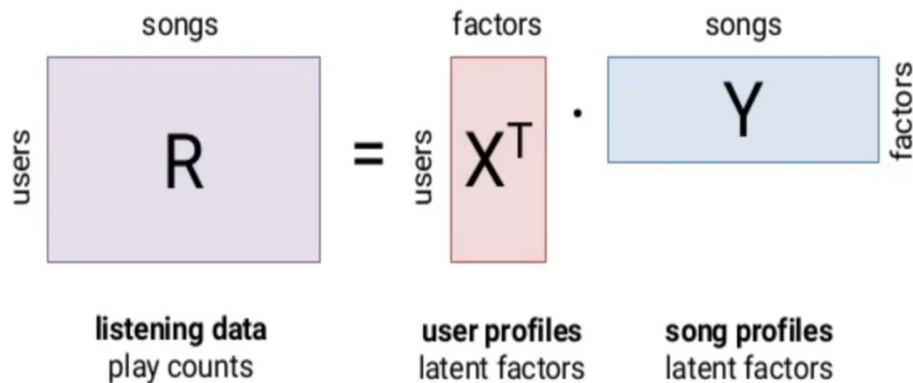 songs
factors
songs
users
R
=
users
X^T
·
Y
factors
listening data
play counts
user profiles
latent factors
song profiles
latent factors